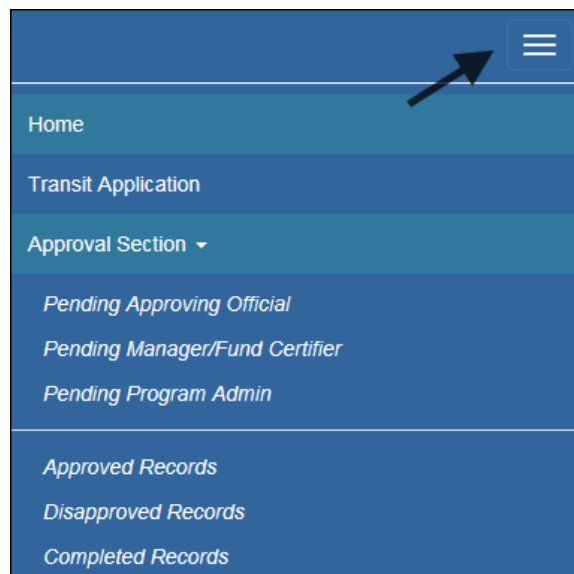 Home
Transit Application
Approval Section
Pending Approving Official
Pending Manager/Fund Certifier
Pending Program Admin
Approved Records
Disapproved Records
Completed Records